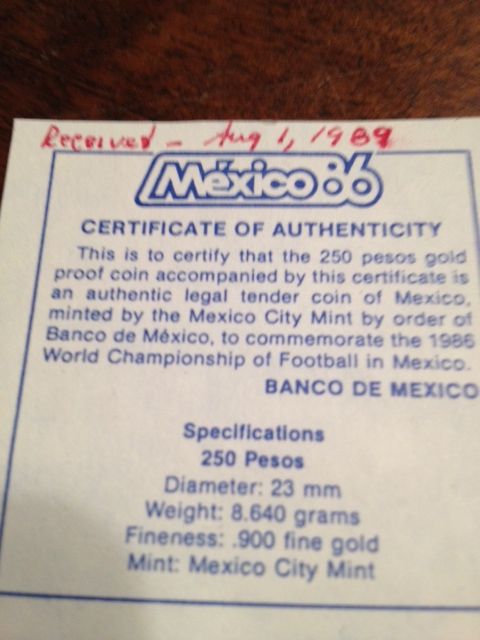 Received - Aug 1, 1989
México 86
CERTIFICATE OF AUTHENTICITY
This is to certify that the 250 pesos gold
proof coin accompanied by this certificate is
an authentic legal tender coin of Mexico,
minted by the Mexico City Mint by order of
Banco de México, to commemorate the 1986
World Championship of Football in Mexico.
BANCO DE MEXICO
Specifications
250 Pesos
Diameter: 23 mm
Weight: 8.640 grams
Fineness: .900 fine gold
Mint: Mexico City Mint